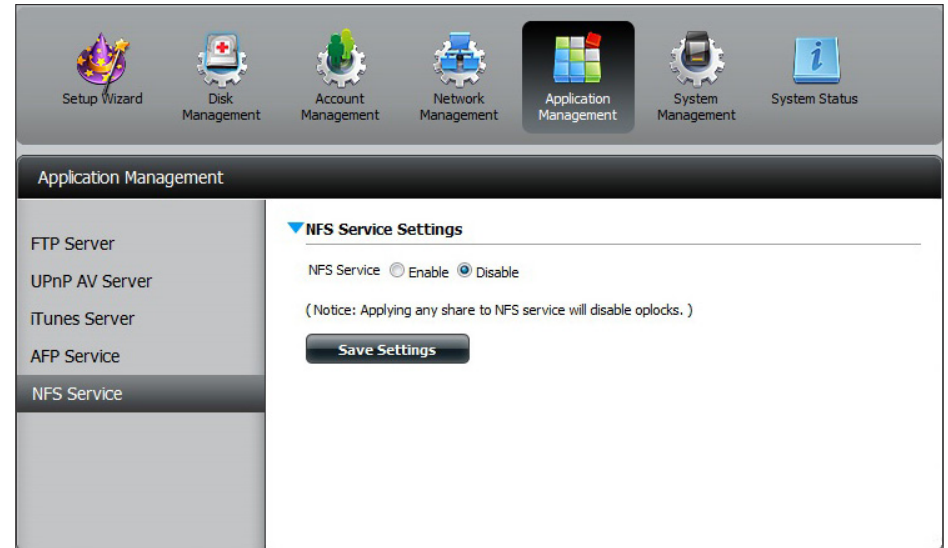 Setup Wizard
Disk
Management
Account
Management
Network
Management
Application
Management
System
Management
System Status
Application Management
FTP Server
UPnP AV Server
iTunes Server
AFP Service
NFS Service
NFS Service Settings
NFS Service Enable Disable
( Notice: Applying any share to NFS service will disable oplocks. )
Save Settings